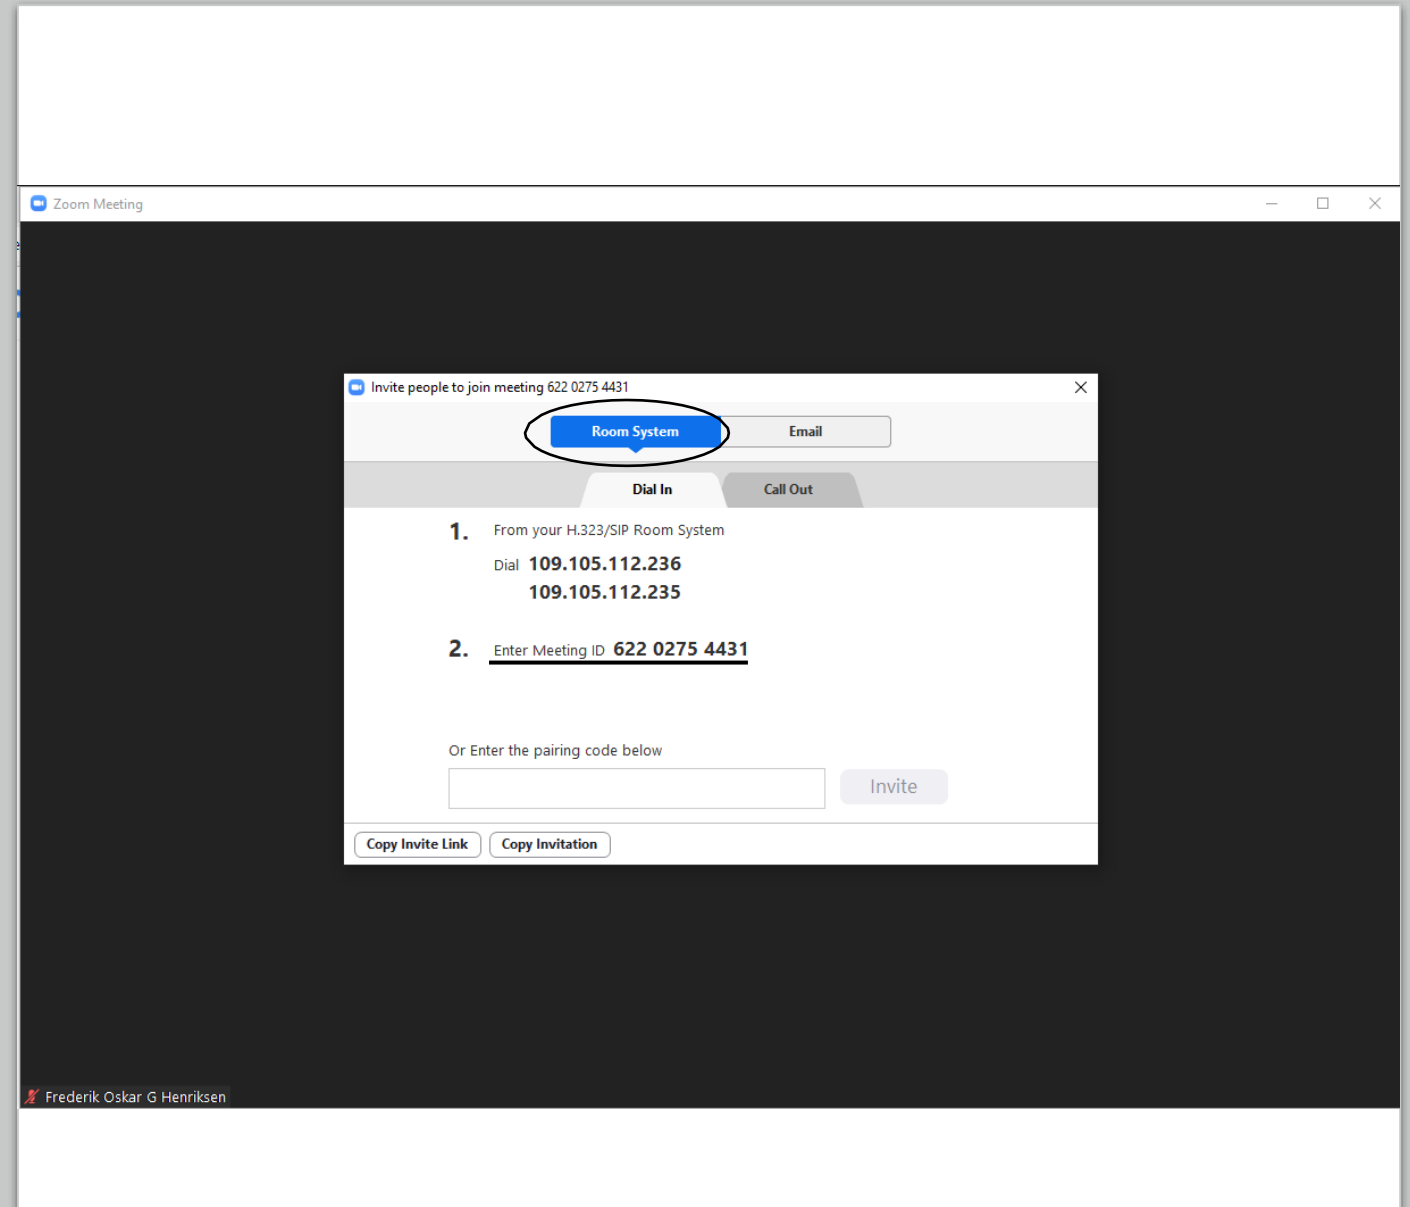 Zoom Meeting
Invite people to join meeting 622 0275 4431
Room System
Email
Dial In
Call Out
1. From your H.323/SIP Room System
Dial 109.105.112.236
109.105.112.235
2. Enter Meeting ID 622 0275 4431
Or Enter the pairing code below
Invite
Copy Invite Link
Copy Invitation
Frederik Oskar G Henriksen